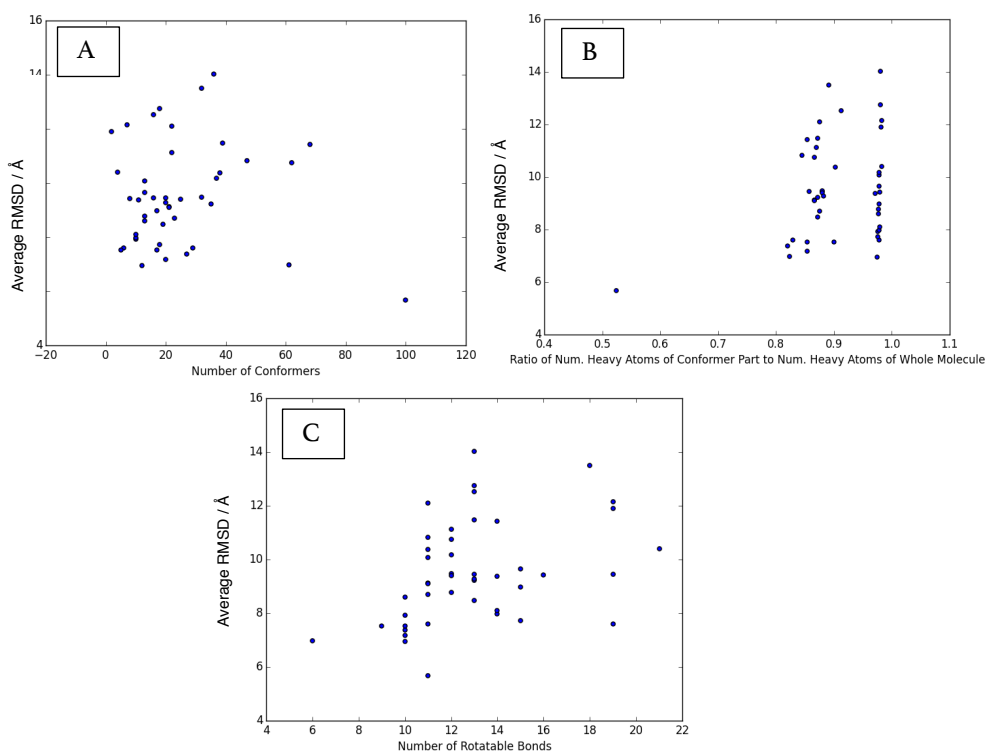 16
A
14
Average RMSD / Å
4
−20 0 20 40 60 80 100 120
Number of Conformers
16
B
14
12
10
Average RMSD / Å
8
6
4
0.4 0.5 0.6 0.7 0.8 0.9 1.0 1.1
Ratio of Num. Heavy Atoms of Conformer Part to Num. Heavy Atoms of Whole Molecule
16
C
14
12
10
Average RMSD / Å
8
6
4
4 6 8 10 12 14 16 18 20 22
Number of Rotatable Bonds